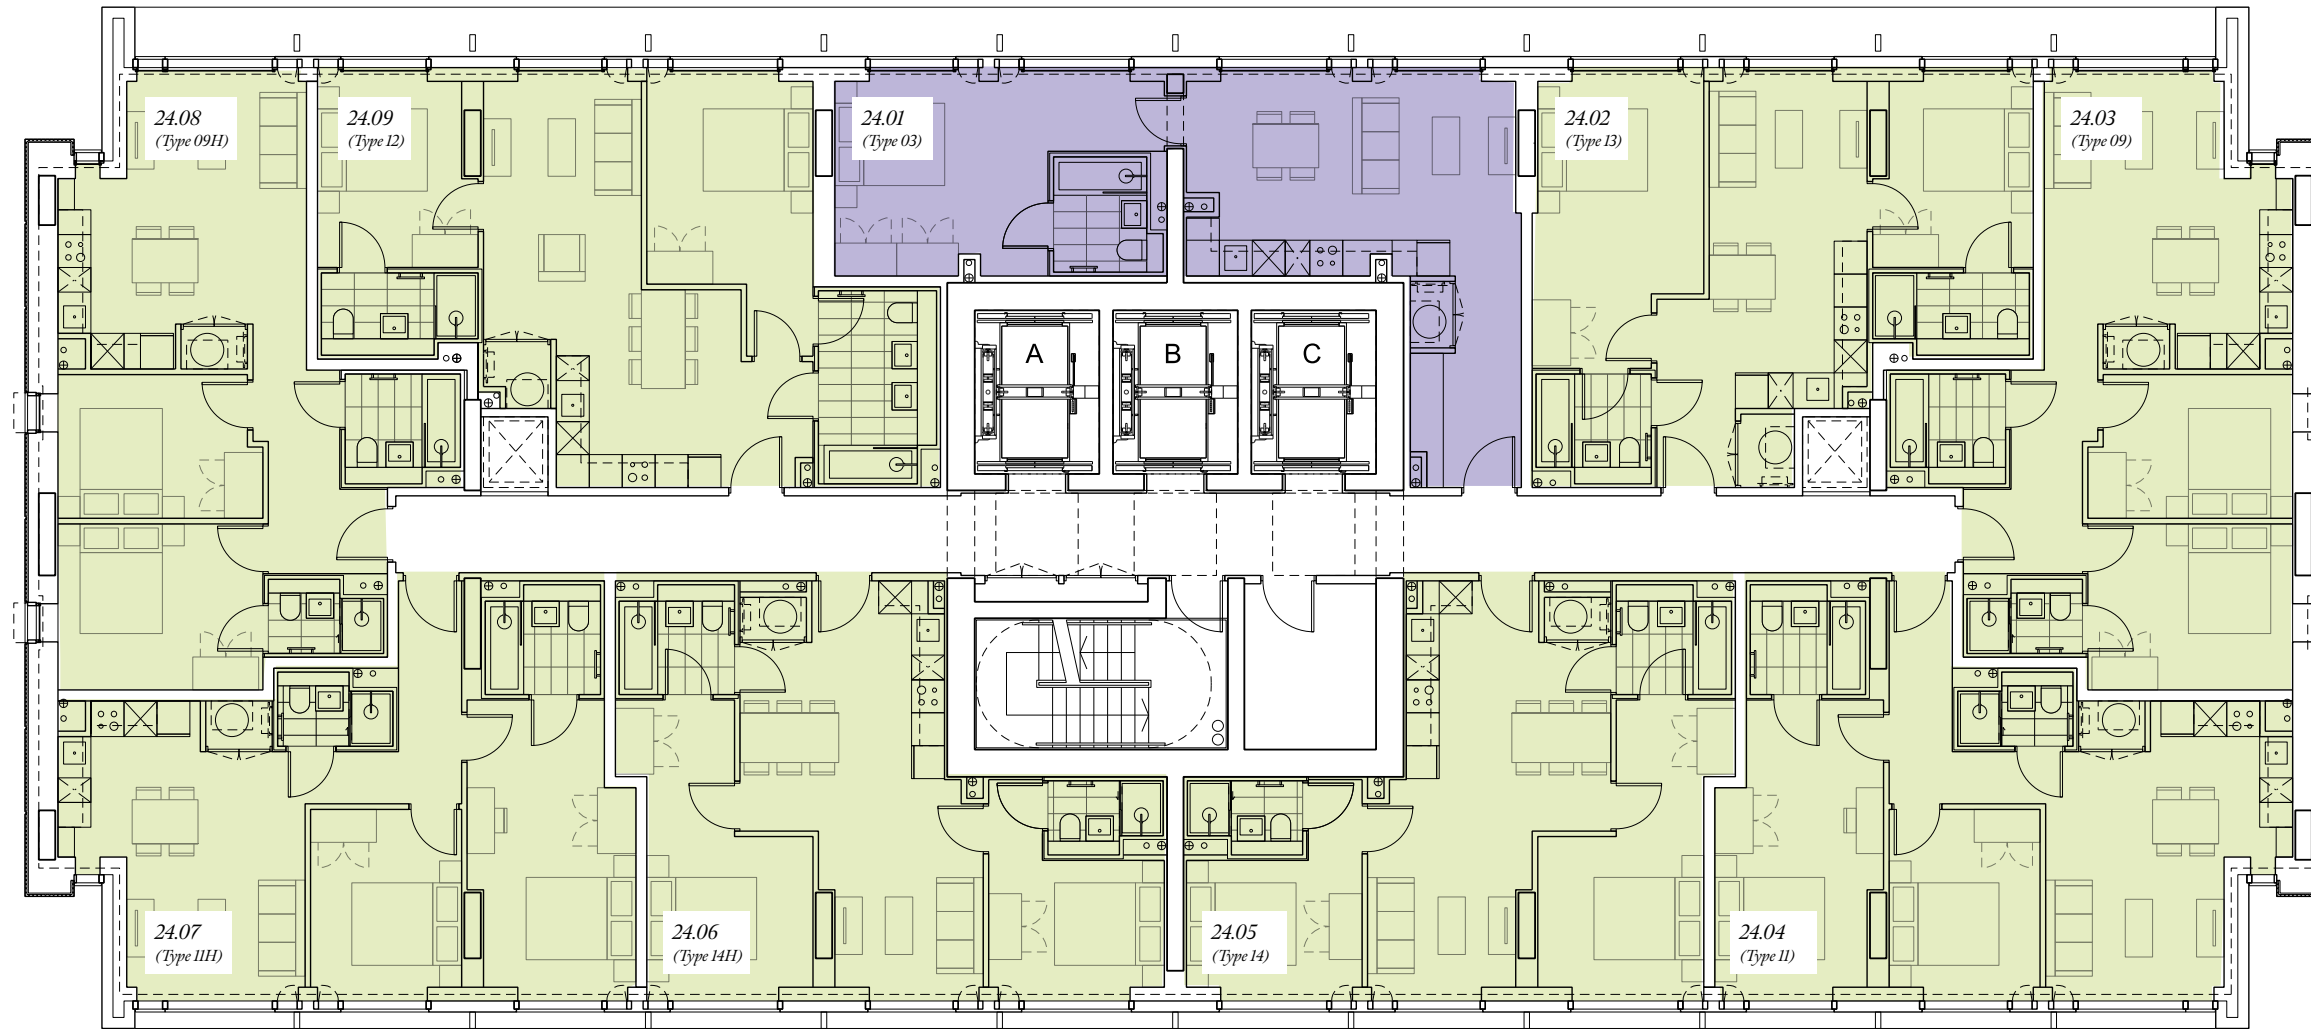 24.08
(Type 09H)
24.09
(Type 12)
24.01
(Type 03)
24.02
(Type 13)
24.03
(Type 09)
A
B
C
24.07
(Type 11H)
24.06
(Type 14H)
24.05
(Type 14)
24.04
(Type 11)